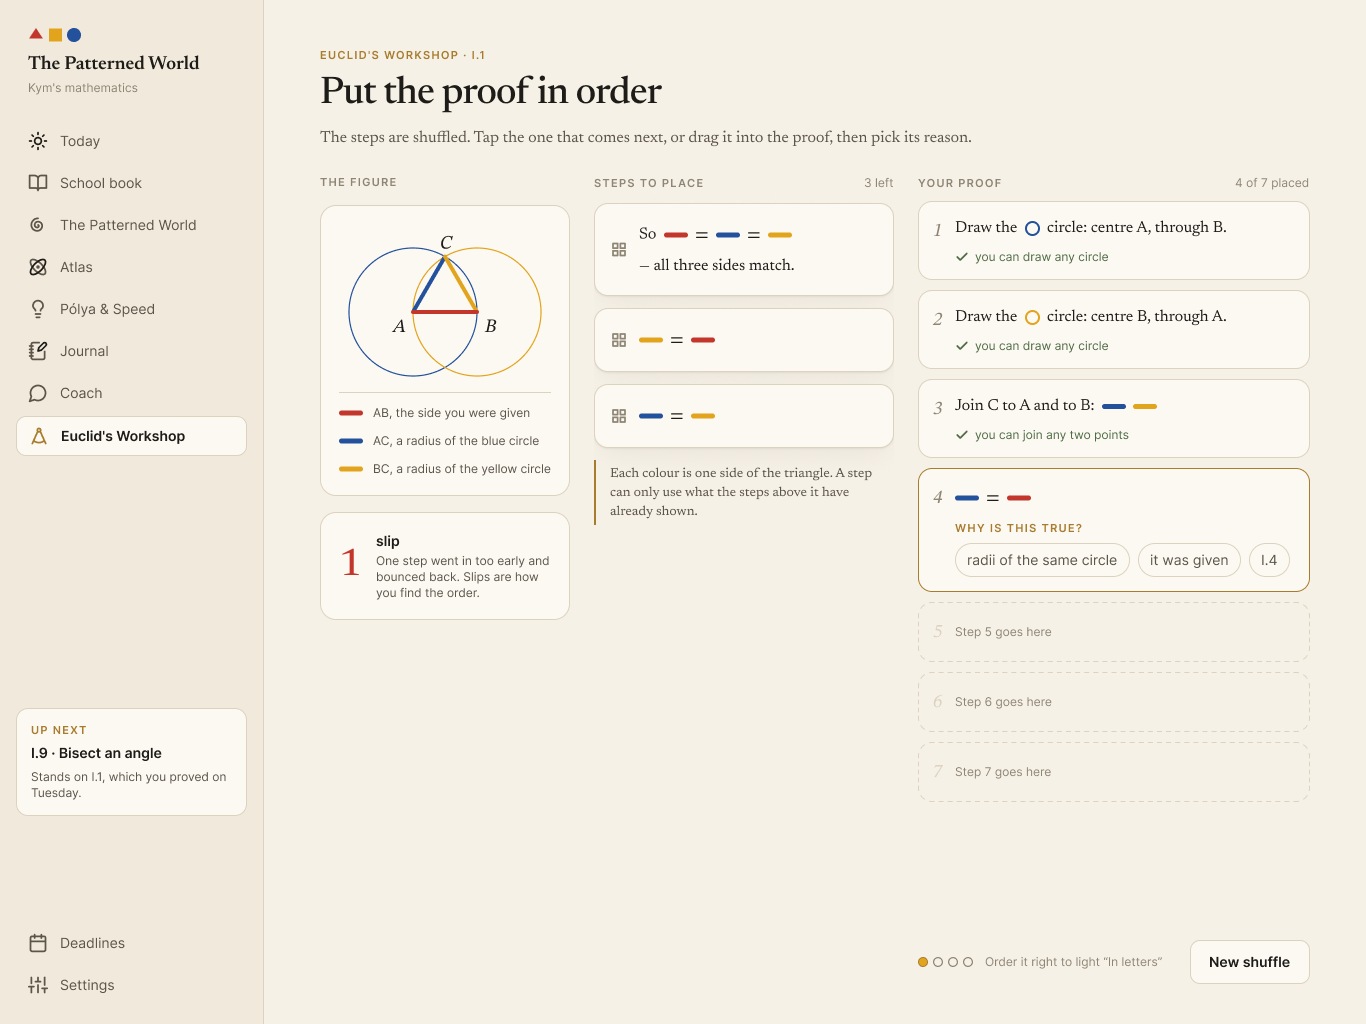 The Patterned World
Kym's mathematics
Today
School book
The Patterned World
Atlas
Pólya & Speed
Journal
Coach
Euclid's Workshop
UP NEXT
I.9 · Bisect an angle
Stands on I.1, which you proved on
Tuesday.
Deadlines
Settings
EUCLID'S WORKSHOP · I.1
Put the proof in order
The steps are shuffled. Tap the one that comes next, or drag it into the proof, then pick its reason.
THE FIGURE
C
A
B
AB, the side you were given
AC, a radius of the blue circle
BC, a radius of the yellow circle
1
slip
One step went in too early and
bounced back. Slips are how
you find the order.
STEPS TO PLACE
3 left
So = =
– all three sides match.
=
=
Each colour is one side of the triangle. A step
can only use what the steps above it have
already shown.
YOUR PROOF
4 of 7 placed
1 Draw the circle: centre A, through B.
you can draw any circle
2 Draw the circle: centre B, through A.
you can draw any circle
3 Join C to A and to B:
you can join any two points
4 =
WHY IS THIS TRUE?
radii of the same circle
it was given
I.4
5 Step 5 goes here
6 Step 6 goes here
7 Step 7 goes here
Order it right to light “In letters”
New shuffle